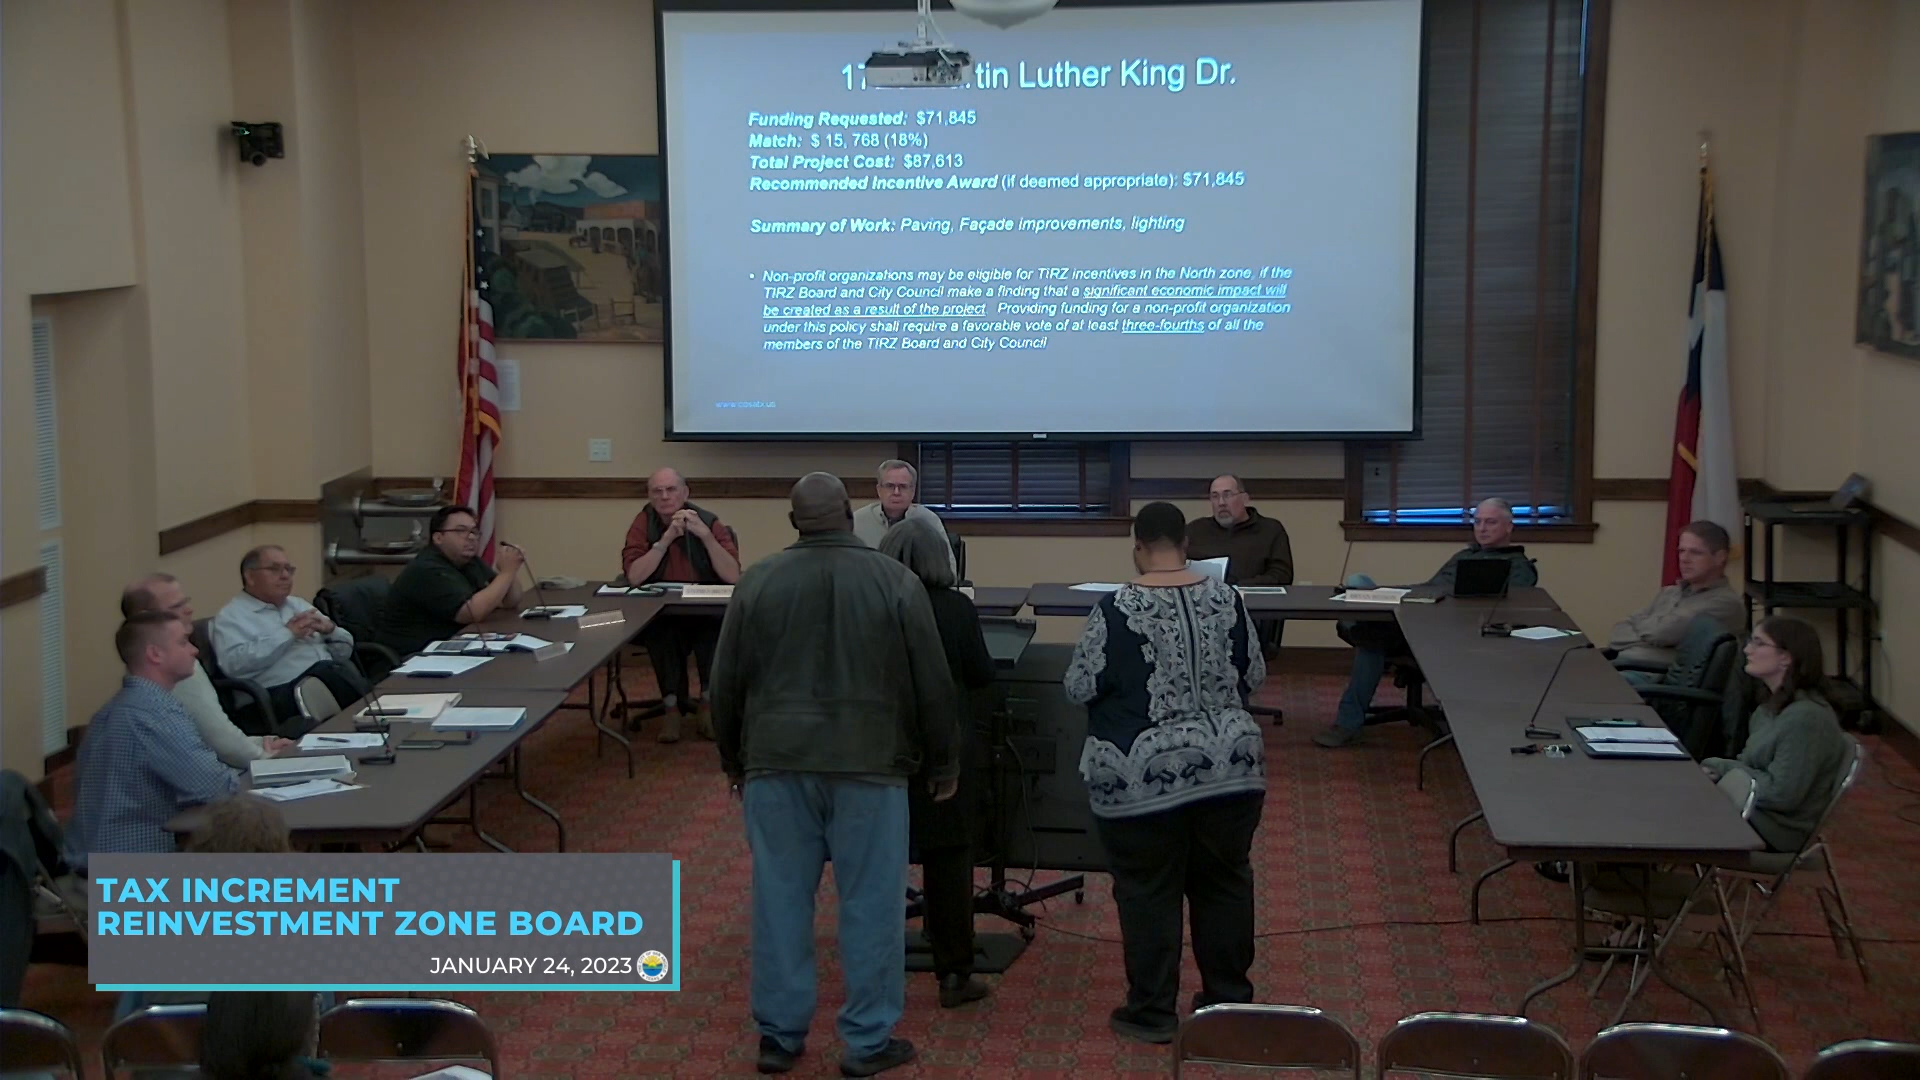 17 tin Luther King Dr.
Funding Requested: $71,845
Match: $ 15, 768 (18%)
Total Project Cost: $87,613
Recommended Incentive Award (if deemed appropriate): $71,845
Summary of Work: Paving, Façade Improvements, lighting
• Non-profit organizations may be eligible for TIRZ incentives in the North zone, if the
TIRZ Board and City Council make a finding that a significant economic impact will
be created as a result of the project. Providing funding for a non-profit organization
under this policy shall require a favorable vote of at least three-fourths of all the
members of the TIRZ Board and City Council
www.cosatx.us
TAX INCREMENT
REINVESTMENT ZONE BOARD
JANUARY 24, 2023